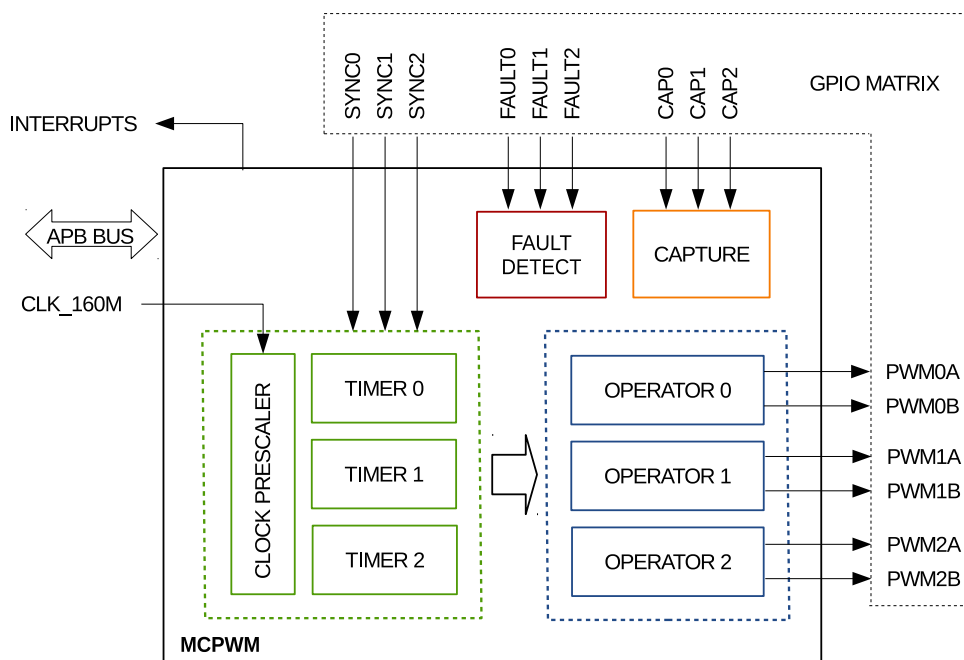 SYNC0
SYNC1
SYNC2
FAULT0
FAULT1
FAULT2
CAP0
CAP1
CAP2
GPIO MATRIX
INTERRUPTS
APB BUS
CLK_160M
FAULT
DETECT
CAPTURE
CLOCK PRESCALER
TIMER 0
TIMER 1
TIMER 2
OPERATOR 0
OPERATOR 1
OPERATOR 2
PWM0A
PWM0B
PWM1A
PWM1B
PWM2A
PWM2B
MCPWM